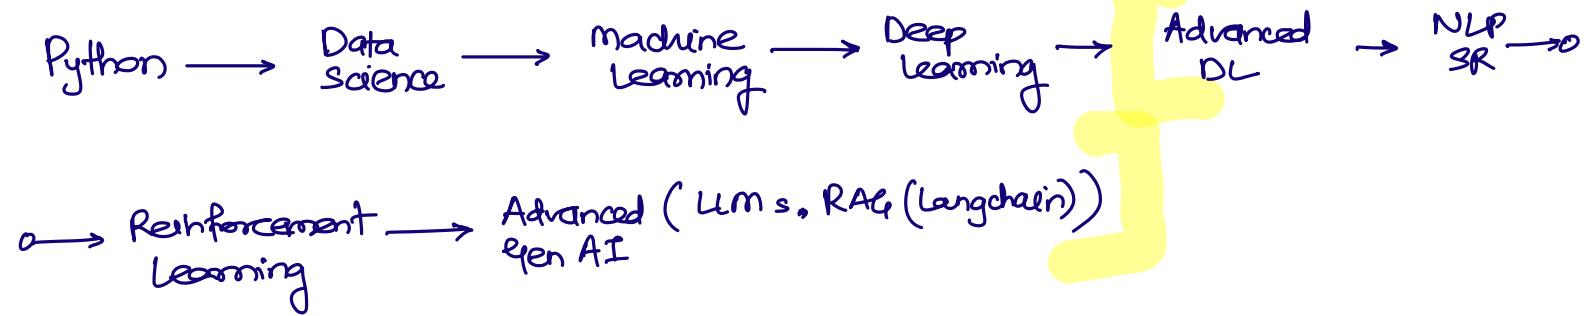 Python → Data Science → Machine Learning → Deep Learning → Advanced DL → NLP SR →
→ Reinforcement Learning → Advanced Gen AI (LLMs, RAG (Langchain))